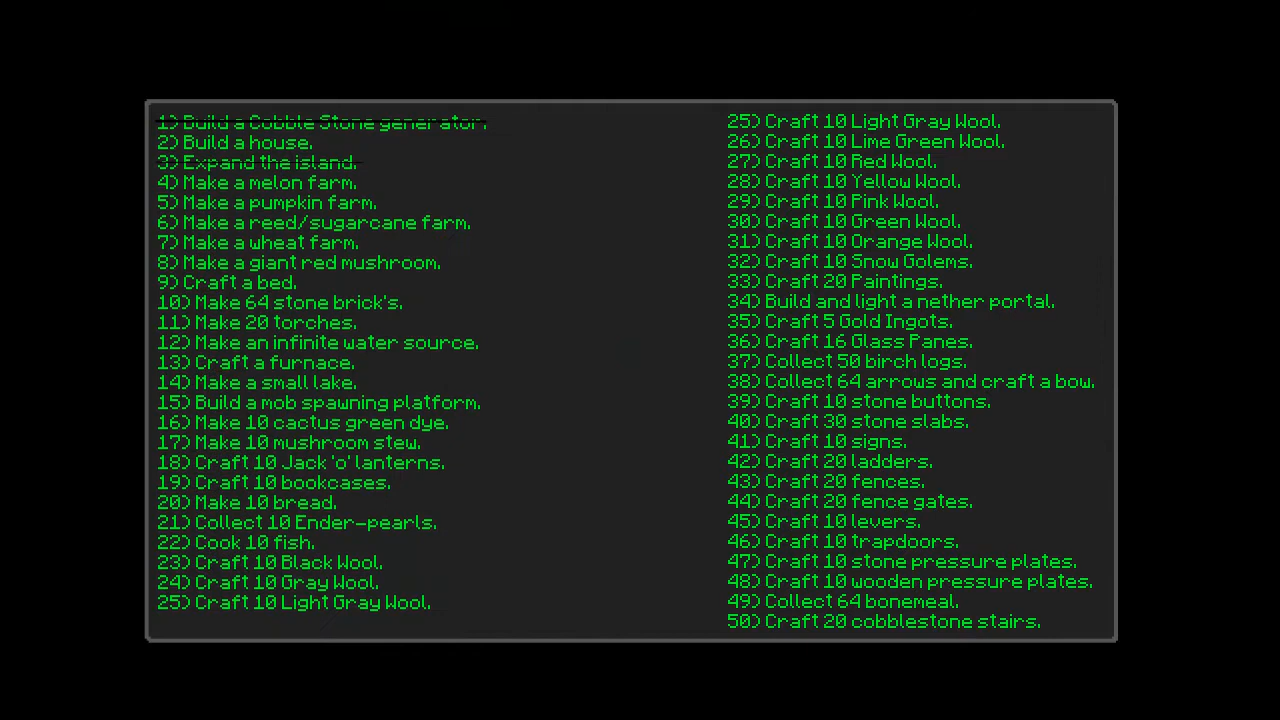 1) Build a Cobble Stone generator.
2) Build a house.
3) Expand the island.
4) Make a melon farm.
5) Make a pumpkin farm.
6) Make a reed/sugarcane farm.
7) Make a wheat farm.
8) Make a giant red mushroom.
9) Craft a bed.
10) Make 64 stone brick's.
11) Make 20 torches.
12) Make an infinite water source.
13) Craft a furnace.
14) Make a small lake.
15) Build a mob spawning platform.
16) Make 10 cactus green dye.
17) Make 10 mushroom stew.
18) Craft 10 Jack 'o' lanterns.
19) Craft 10 bookcases.
20) Make 10 bread.
21) Collect 10 Ender-pearls.
22) Cook 10 fish.
23) Craft 10 Black Wool.
24) Craft 10 Gray Wool.
25) Craft 10 Light Gray Wool.
25) Craft 10 Light Gray Wool.
26) Craft 10 Lime Green Wool.
27) Craft 10 Red Wool.
28) Craft 10 Yellow Wool.
29) Craft 10 Pink Wool.
30) Craft 10 Green Wool.
31) Craft 10 Orange Wool.
32) Craft 10 Snow Golems.
33) Craft 20 Paintings.
34) Build and light a nether portal.
35) Craft 5 Gold Ingots.
36) Craft 16 Glass Panes.
37) Collect 50 birch logs.
38) Collect 64 arrows and craft a bow.
39) Craft 10 stone buttons.
40) Craft 30 stone slabs.
41) Craft 10 signs.
42) Craft 20 ladders.
43) Craft 20 fences.
44) Craft 20 fence gates.
45) Craft 10 levers.
46) Craft 10 trapdoors.
47) Craft 10 stone pressure plates.
48) Craft 10 wooden pressure plates.
49) Collect 64 bonemeal.
50) Craft 20 cobblestone stairs.